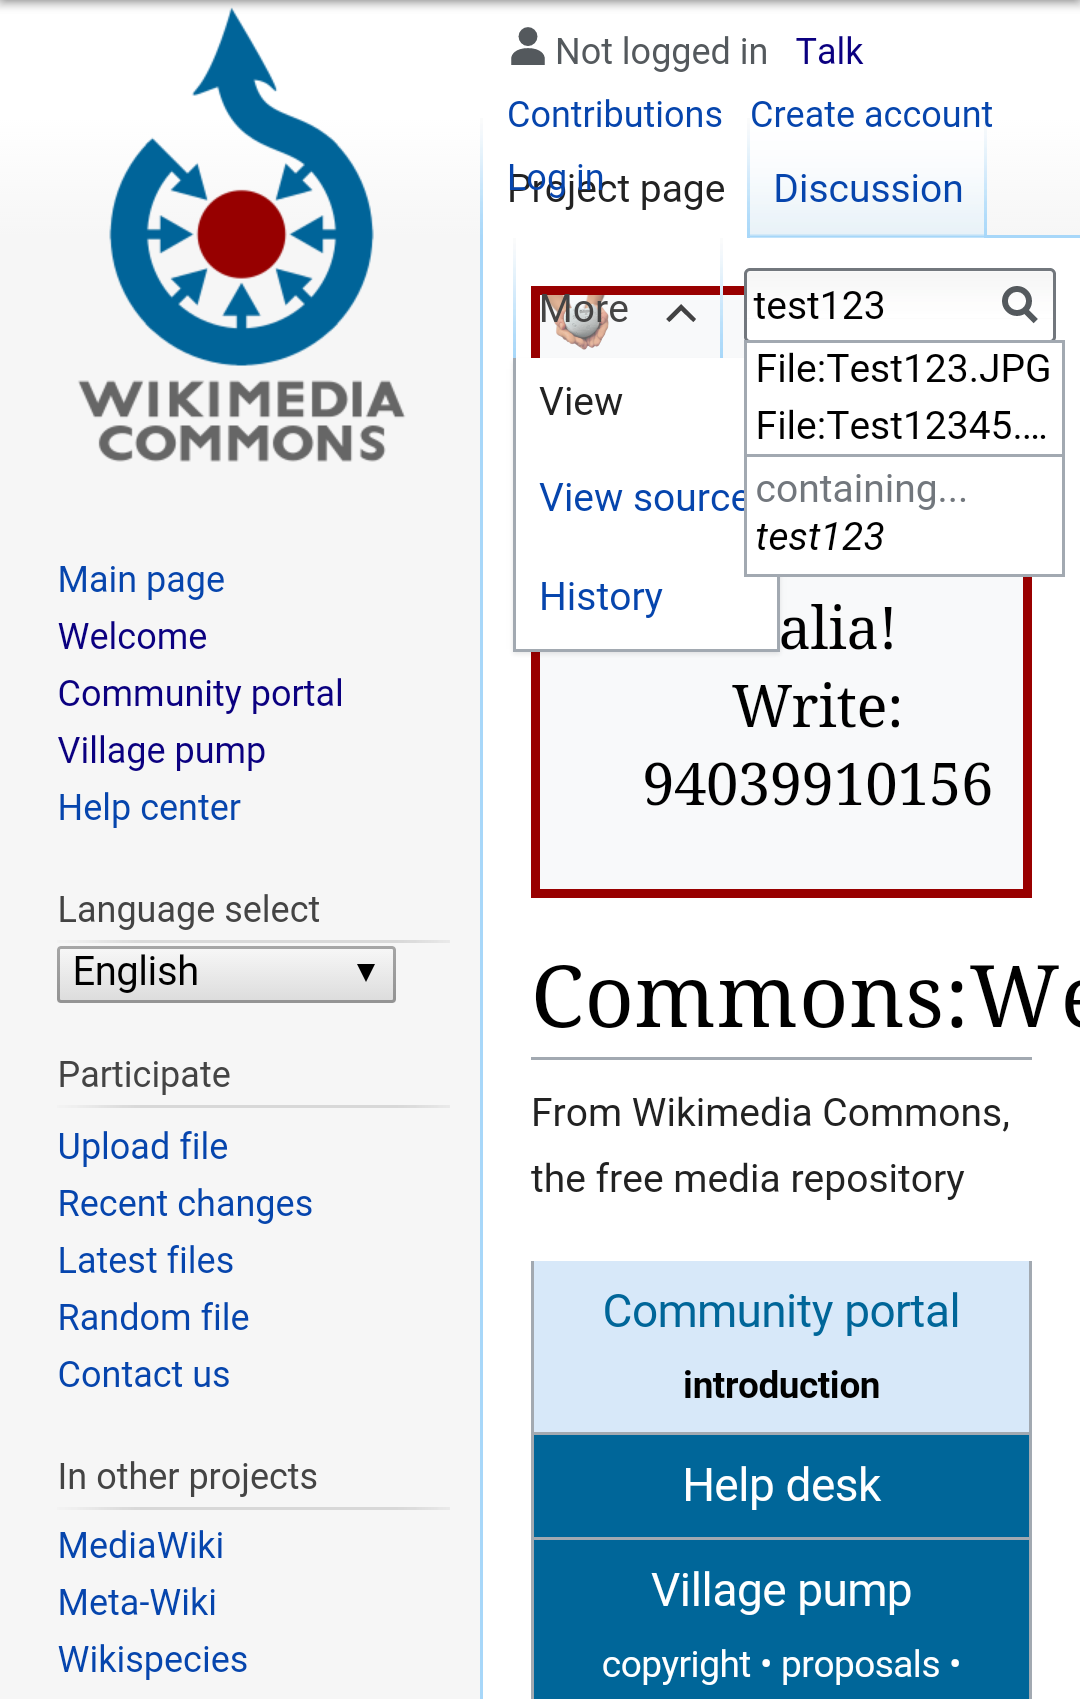 WIKIMEDIA
COMMONS
Main page
Welcome
Community portal
Village pump
Help center
Language select
English
Participate
Upload file
Recent changes
Latest files
Random file
Contact us
In other projects
MediaWiki
Meta-Wiki
Wikispecies
Not logged in Talk
Contributions Create account
Log in
Project page Discussion
More
test123
View
View source
History
File:Test123.JPG
File:Test12345....
containing...
test123
alia!
Write:
94039910156
Commons:We
From Wikimedia Commons,
the free media repository
Community portal
introduction
Help desk
Village pump
copyright • proposals •